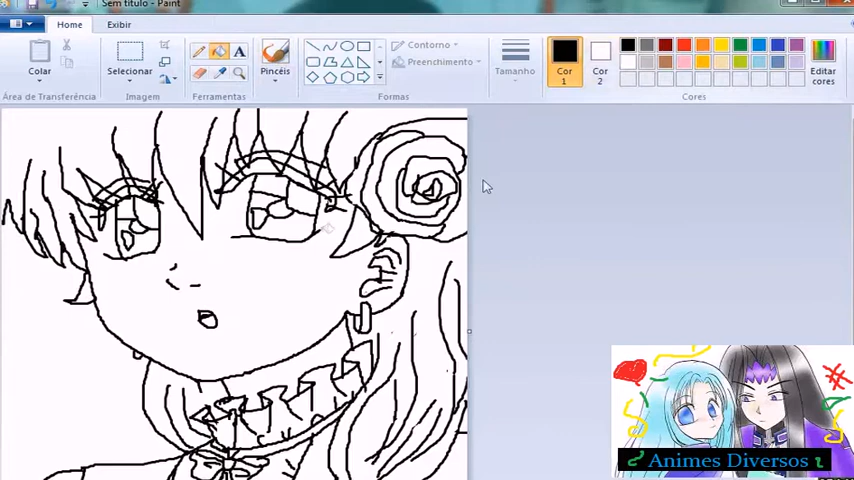 Sem título - Paint
Home Exibir
Colar
Selecionar
Pincéis
Contorno
Preenchimento
Tamanho
Cor 1
Cor 2
Editar cores
Área de Transferência
Imagem
Ferramentas
Formas
Cores
Animes Diversos